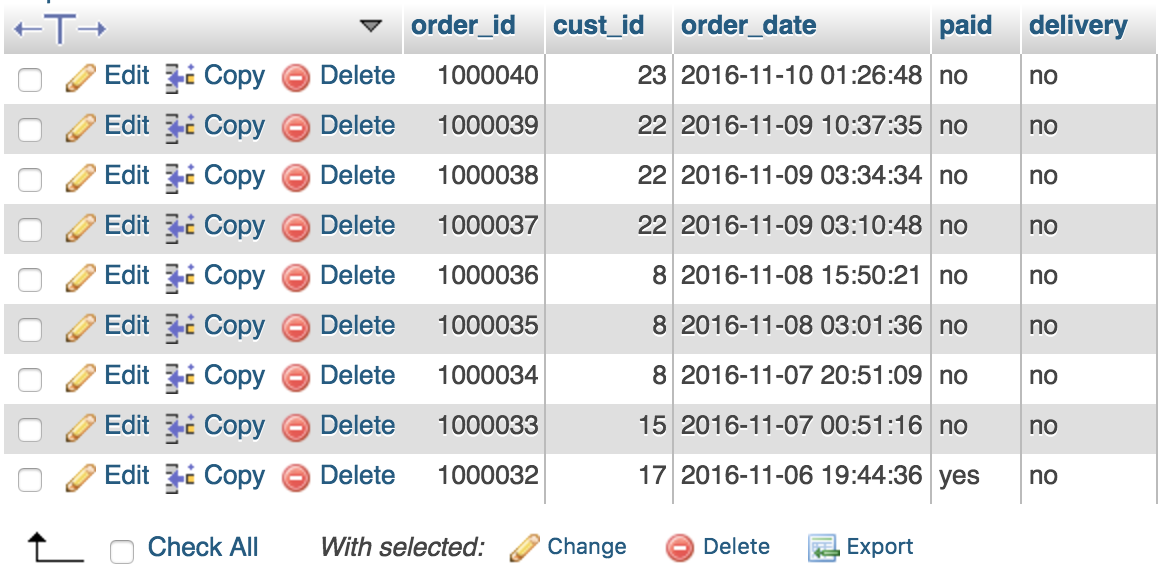 order_id cust_id order_date paid delivery
Edit Copy Delete 1000040 23 2016-11-10 01:26:48 no no
Edit Copy Delete 1000039 22 2016-11-09 10:37:35 no no
Edit Copy Delete 1000038 22 2016-11-09 03:34:34 no no
Edit Copy Delete 1000037 22 2016-11-09 03:10:48 no no
Edit Copy Delete 1000036 8 2016-11-08 15:50:21 no no
Edit Copy Delete 1000035 8 2016-11-08 03:01:36 no no
Edit Copy Delete 1000034 8 2016-11-07 20:51:09 no no
Edit Copy Delete 1000033 15 2016-11-07 00:51:16 no no
Edit Copy Delete 1000032 17 2016-11-06 19:44:36 yes no
Check All With selected: Change Delete Export